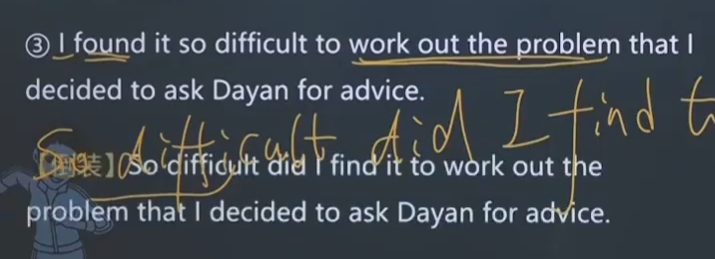 ③ I found it so difficult to work out the problem that I
decided to ask Dayan for advice.
So difficult did I find
【倒装】So difficult did I find it to work out the
problem that I decided to ask Dayan for advice.